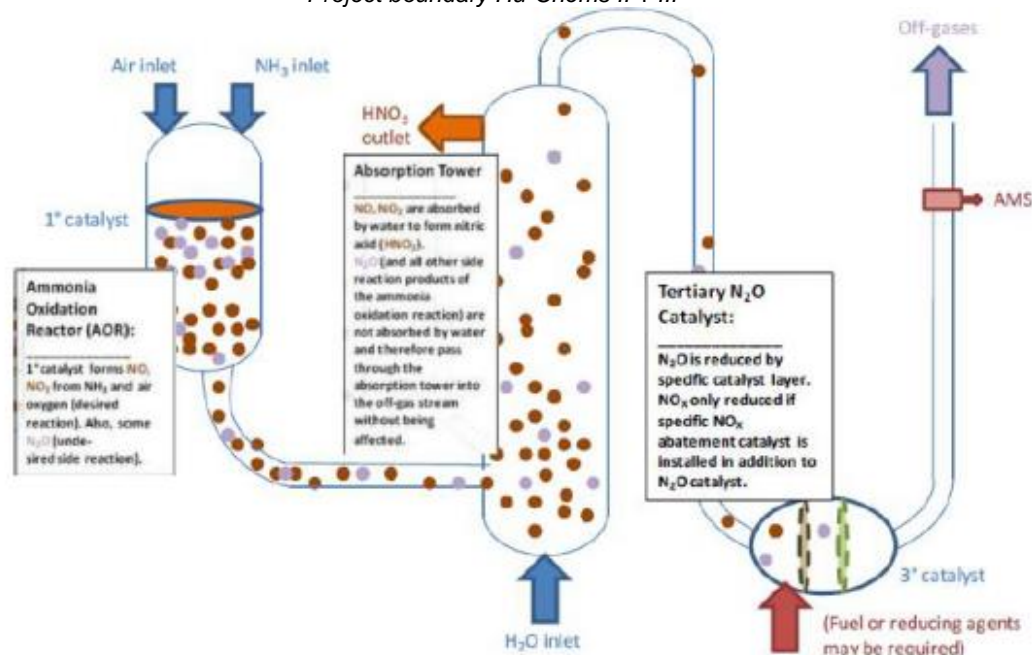 Air inlet
NH3 inlet
1° catalyst
Ammonia
Oxidation
Reactor (AOR):
1° catalyst forms NO,
NO2 from NH3 and air
oxygen (desired
reaction). Also, some
N2O (unde-
sired side reaction).
HNO3
outlet
Absorption Tower
NO, NO2 are absorbed
by water to form nitric
acid (HNO3).
N2O (and all other side
reaction products of
the ammonia
oxidation reaction) are
not absorbed by water
and therefore pass
through the
absorption tower into
the off-gas stream
without being
affected.
H2O inlet
Tertiary N2O
Catalyst:
N2O is reduced by
specific catalyst layer.
NOX only reduced if
specific NOX
abatement catalyst is
installed in addition to
N2O catalyst.
Off-gases
AMS
3° catalyst
(Fuel or reducing agents
may be required)